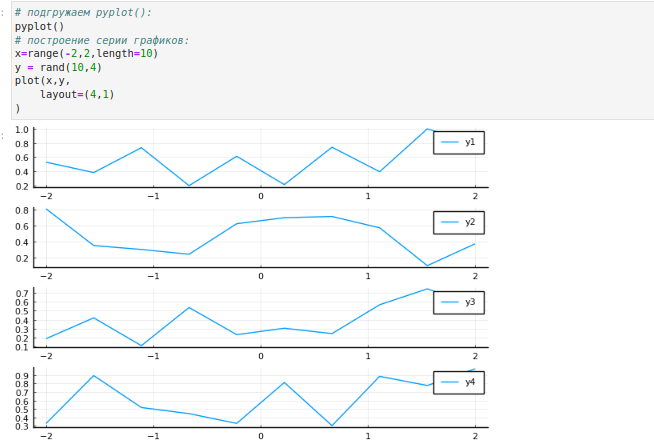 :
# подгружаем pyplot():
pyplot()
# построение серии графиков:
x=range(-2,2,length=10)
y = rand(10,4)
plot(x,y,
    layout=(4,1)
)
:
1.0
0.8
0.6
0.4
0.2
y1
−2 −1 0 1 2
0.8
0.6
0.4
0.2
y2
−2 −1 0 1 2
0.7
0.6
0.5
0.4
0.3
0.2
0.1
y3
−2 −1 0 1 2
0.9
0.8
0.7
0.6
0.5
0.4
0.3
y4
−2 −1 0 1 2